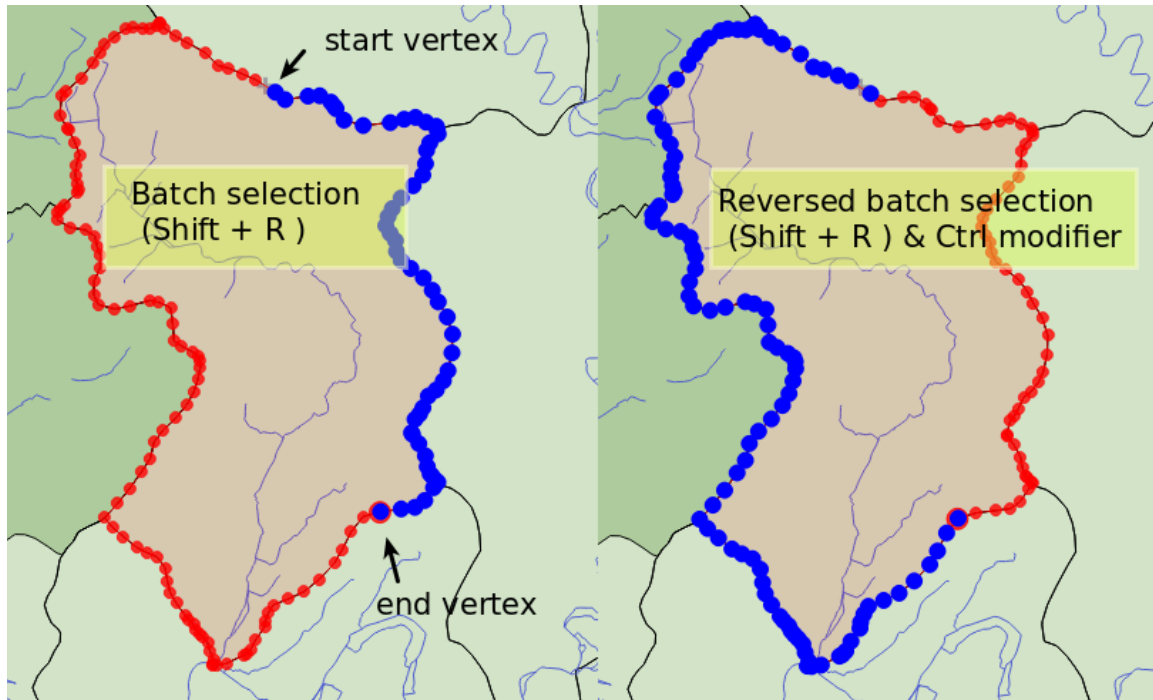 start vertex
Batch selection
(Shift + R )
end vertex
Reversed batch selection
(Shift + R ) & Ctrl modifier